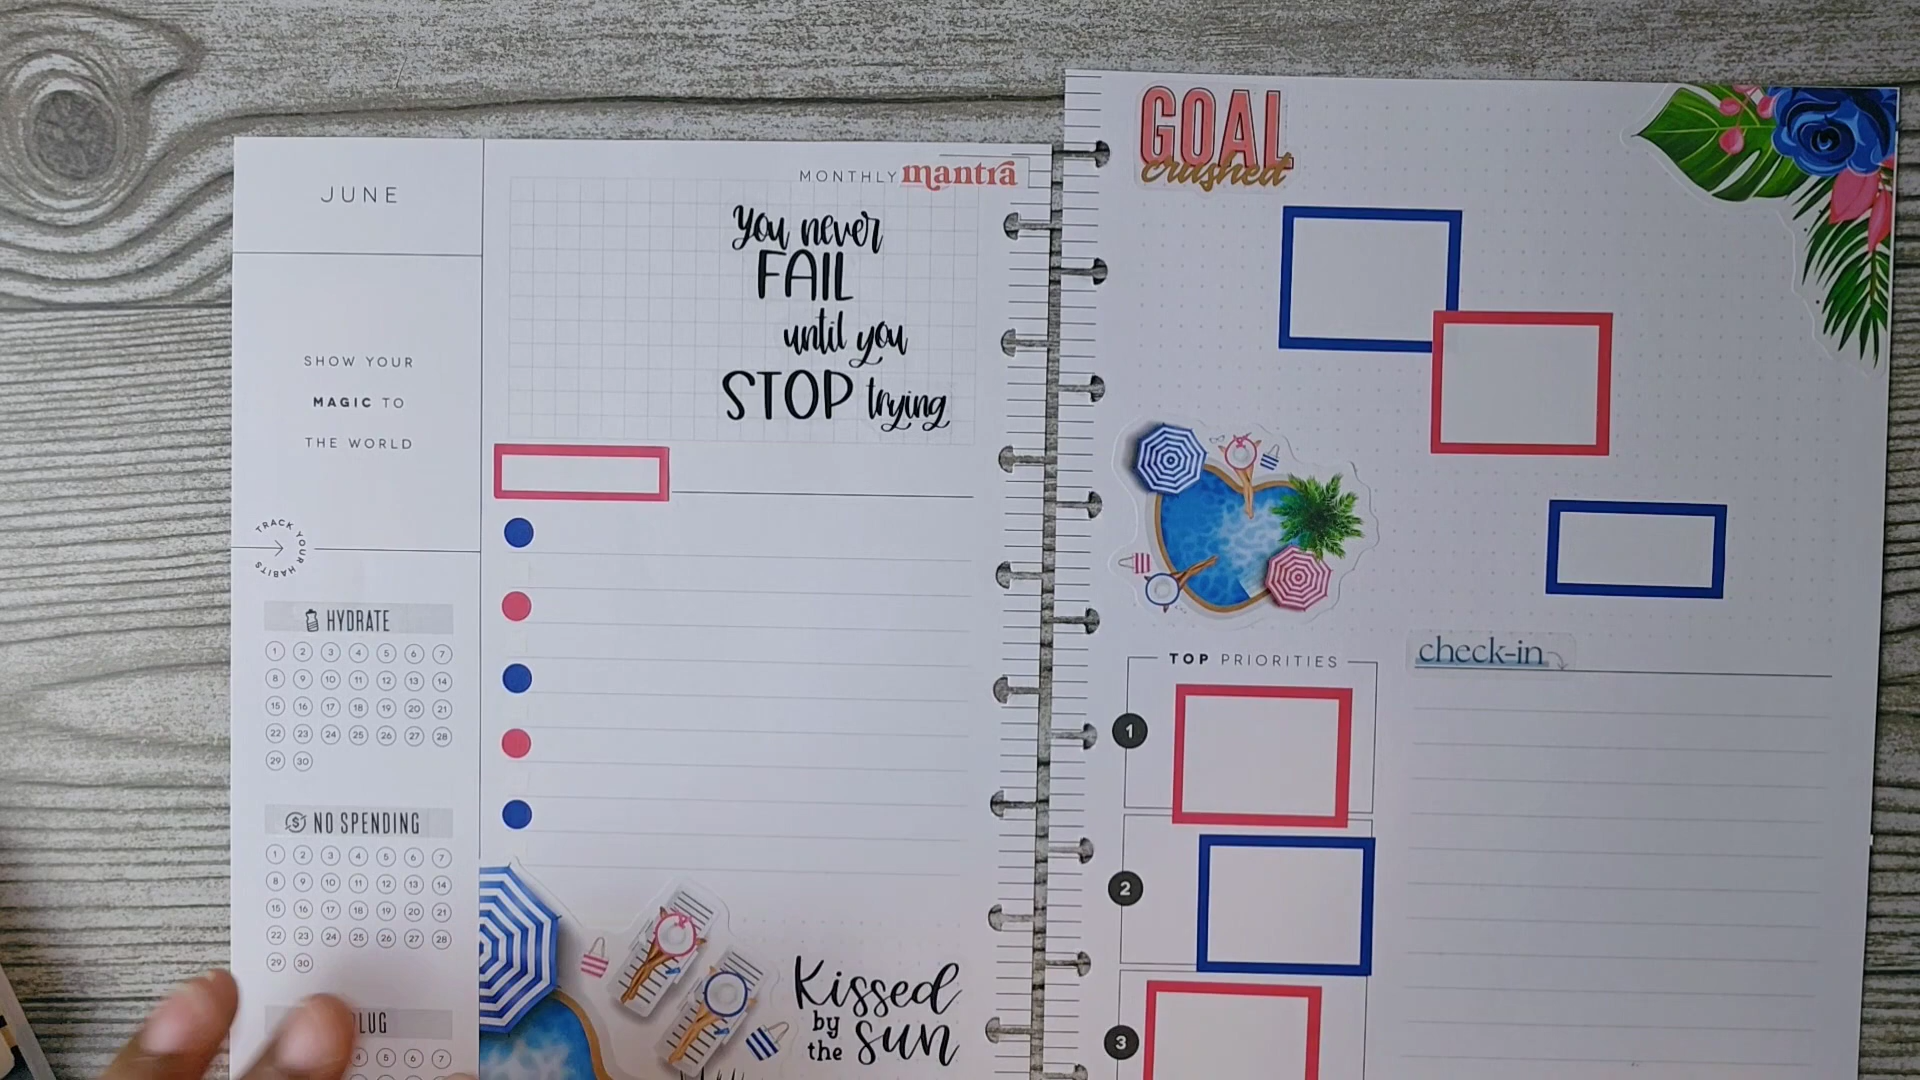 JUNE
SHOW YOUR
MAGIC TO
THE WORLD
TRACK YOUR HABITS
HYDRATE
1 2 3 4 5 6 7
8 9 10 11 12 13 14
15 16 17 18 19 20 21
22 23 24 25 26 27 28
29 30
$ NO SPENDING
1 2 3 4 5 6 7
8 9 10 11 12 13 14
15 16 17 18 19 20 21
22 23 24 25 26 27 28
29 30
LUG
4 5 6 7
MONTHLY mantra
you never
FAIL
until you
STOP trying
Kissed
by
the sun
GOAL
crushed
TOP PRIORITIES
1
2
3
check-in